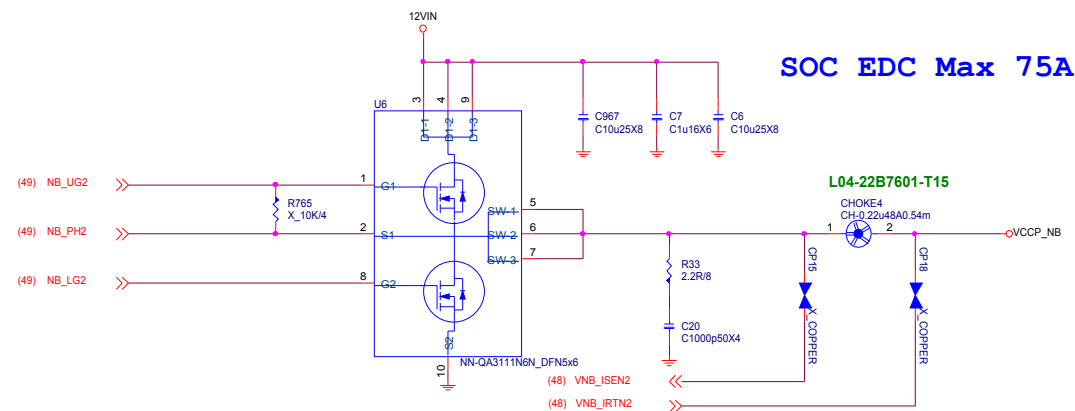 12VIN
SOC EDC Max 75A
U6
3
4
9
D1-1
D1-2
D1-3
C967
C10u25X8
C7
C1u16X6
C6
C10u25X8
L04-22B7601-T15
(49) NB_UG2
1
G1
R765
X_10K/4
CHOKE4
CH-0.22u48A0.54m
5
SW-1
(49) NB_PH2
2
S1
SW-2
6
1
2
VCCP_NB
SW-3
7
(49) NB_LG2
8
G2
R33
2.2R/8
CP15
X_COPPER
CP18
X_COPPER
C20
C1000p50X4
S2
10
NN-QA3111N6N_DFN5x6
(48) VNB_ISEN2
(48) VNB_IRTN2